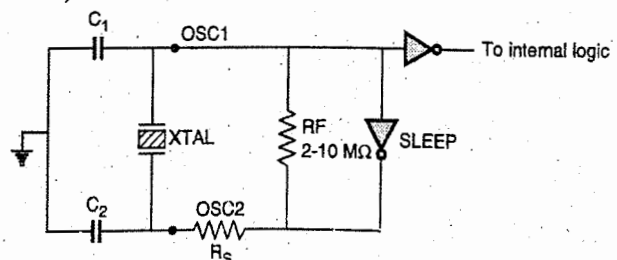 C1
OSC1
To internal logic
XTAL
RF
2-10 MΩ
SLEEP
C2
OSC2
RS